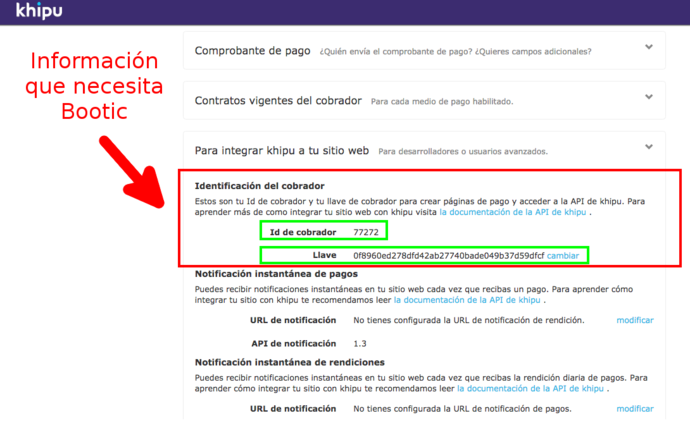 khipu
Información
que necesita
Bootic
Comprobante de pago ¿Quién envía el comprobante de pago? ¿Quieres campos adicionales?
Contratos vigentes del cobrador Para cada medio de pago habilitado.
Para integrar khipu a tu sitio web Para desarrolladores o usuarios avanzados.
Identificación del cobrador
Estos son tu Id de cobrador y tu llave de cobrador para crear páginas de pago y acceder a la API de khipu. Para
aprender más de como integrar tu sitio web con khipu visita la documentación de la API de khipu .
Id de cobrador 77272
Llave 0f8960ed278dfd42ab27740bade049b37d59dfcf cambiar
Notificación instantánea de pagos
Puedes recibir notificaciones instantáneas en tu sitio web cada vez que recibas un pago. Para aprender cómo
integrar tu sitio con khipu te recomendamos leer la documentación de la API de khipu .
URL de notificación No tienes configurada la URL de notificación de rendición. modificar
API de notificación 1.3
Notificación instantánea de rendiciones
Puedes recibir notificaciones instantáneas en tu sitio web cada vez que recibas la rendición diaria de pagos. Para
aprender cómo integrar tu sitio con khipu te recomendamos leer la documentación de la API de khipu .
URL de notificación No tienes configurada la URL de notificación de pagos. modificar